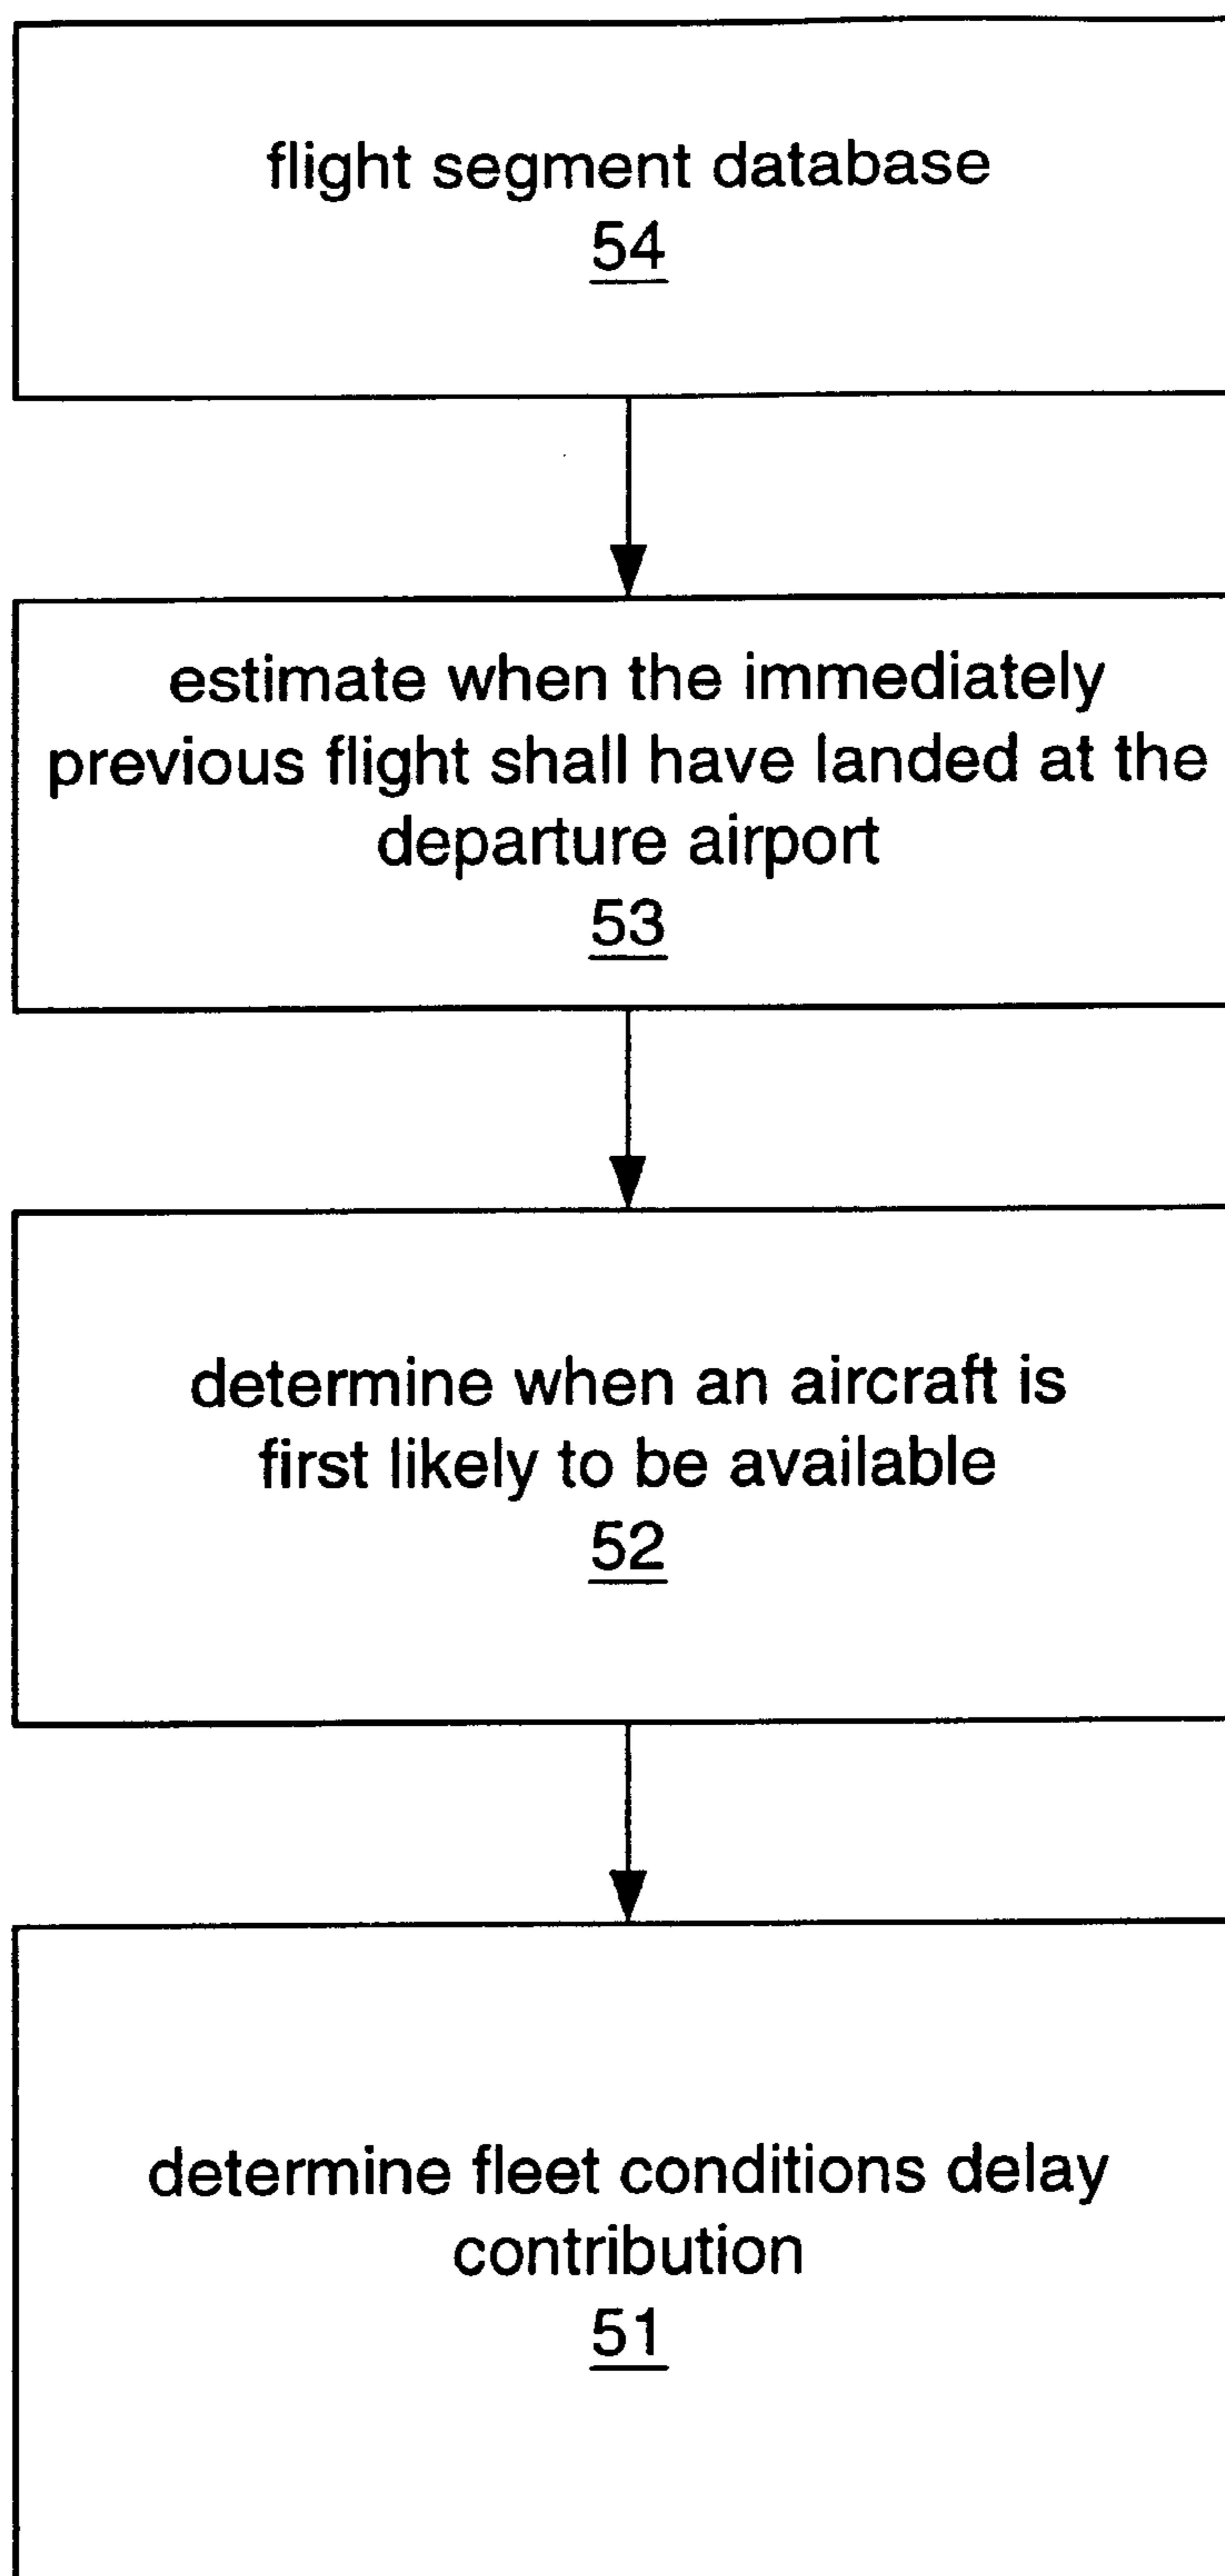 flight segment database
54
estimate when the immediately
previous flight shall have landed at the
departure airport
53
determine when an aircraft is
first likely to be available
52
determine fleet conditions delay
contribution
51